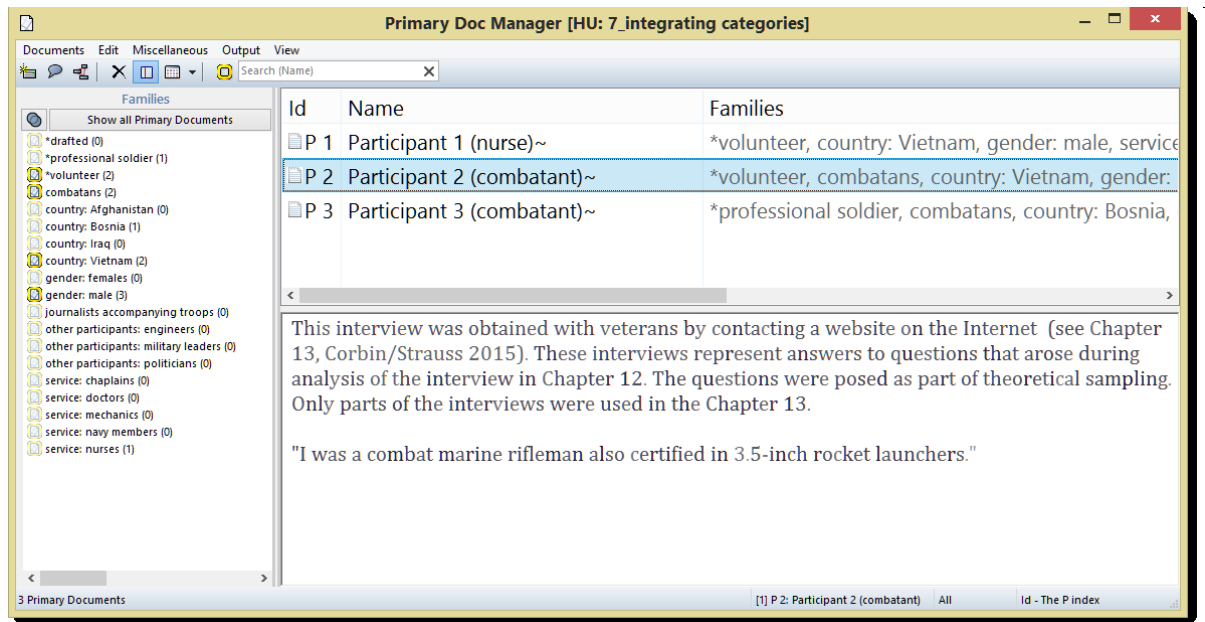 Primary Doc Manager [HU: 7_integrating categories]
Documents Edit Miscellaneous Output View
Search (Name)
Families
Show all Primary Documents
*drafted (0)
*professional soldier (1)
*volunteer (2)
combatans (2)
country: Afghanistan (0)
country: Bosnia (1)
country: Iraq (0)
country: Vietnam (2)
gender: females (0)
gender: male (3)
journalists accompanying troops (0)
other participants: engineers (0)
other participants: military leaders (0)
other participants: politicians (0)
service: chaplains (0)
service: doctors (0)
service: mechanics (0)
service: navy members (0)
service: nurses (1)
Id Name Families
P 1 Participant 1 (nurse)~ *volunteer, country: Vietnam, gender: male, service
P 2 Participant 2 (combatant)~ *volunteer, combatans, country: Vietnam, gender:
P 3 Participant 3 (combatant)~ *professional soldier, combatans, country: Bosnia,
This interview was obtained with veterans by contacting a website on the Internet (see Chapter
13, Corbin/Strauss 2015). These interviews represent answers to questions that arose during
analysis of the interview in Chapter 12. The questions were posed as part of theoretical sampling.
Only parts of the interviews were used in the Chapter 13.
"I was a combat marine rifleman also certified in 3.5-inch rocket launchers."
3 Primary Documents [1] P 2: Participant 2 (combatant) All Id - The P index